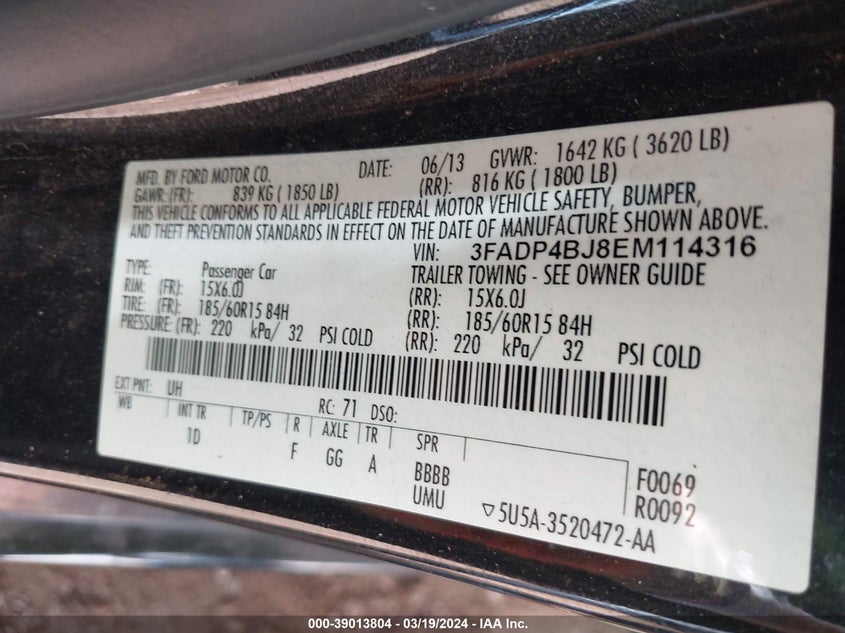 MFD. BY FORD MOTOR CO. DATE: 06/13 GVWR: 1642 KG ( 3620 LB)
GAWR: (FR): 839 KG ( 1850 LB) (RR): 816 KG ( 1800 LB)
THIS VEHICLE CONFORMS TO ALL APPLICABLE FEDERAL MOTOR VEHICLE SAFETY, BUMPER,
AND THEFT PREVENTION STANDARDS IN EFFECT ON THE DATE OF MANUFACTURE SHOWN ABOVE.
VIN: 3FADP4BJ8EM114316
TYPE: Passenger Car TRAILER TOWING - SEE OWNER GUIDE
RIM: (FR): 15X6.0J (RR): 15X6.0J
TIRE: (FR): 185/60R15 84H (RR): 185/60R15 84H
PRESSURE: (FR): 220 kPa/ 32 PSI COLD (RR): 220 kPa/ 32 PSI COLD
EXT PNT: UH RC: 71 DSO:
WB INT TR TP/PS R AXLE TR SPR
1D F GG A BBBB F0069
UMU R0092
▽5U5A-3520472-AA
000-39013804 — 03/19/2024 — IAA Inc.